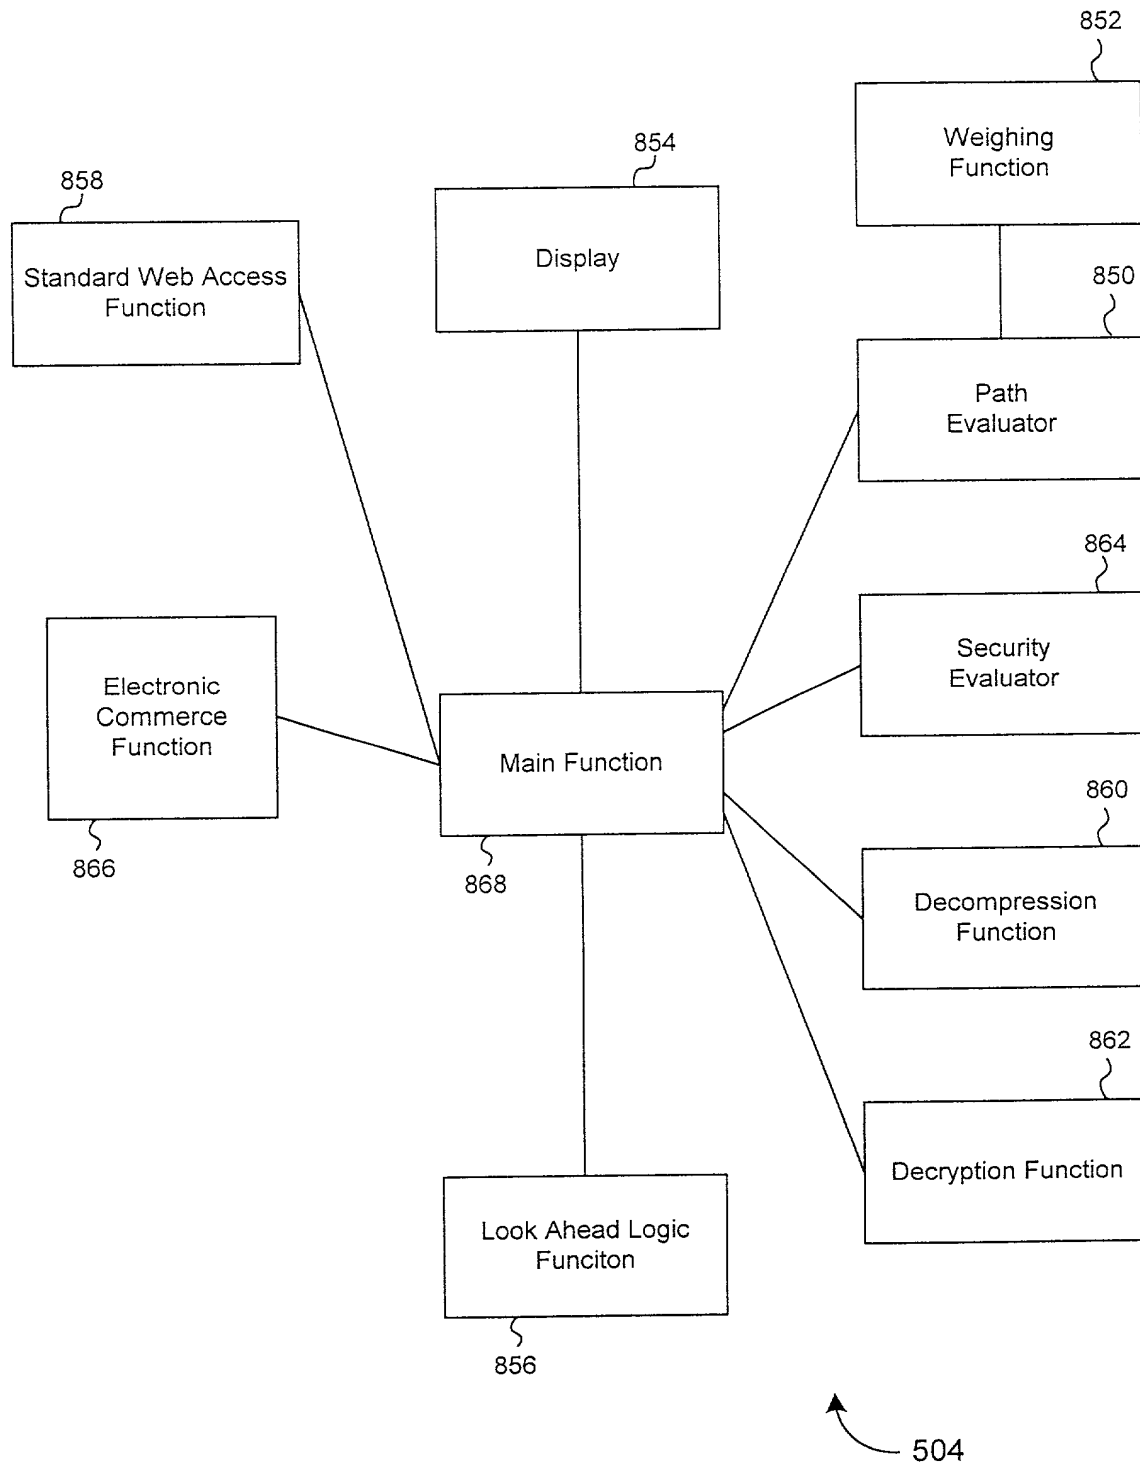 852
Weighing
Function
854
Display
858
Standard Web Access
Function
850
Path
Evaluator
864
Security
Evaluator
Electronic
Commerce
Function
866
Main Function
868
860
Decompression
Function
862
Decryption Function
Look Ahead Logic
Funciton
856
504